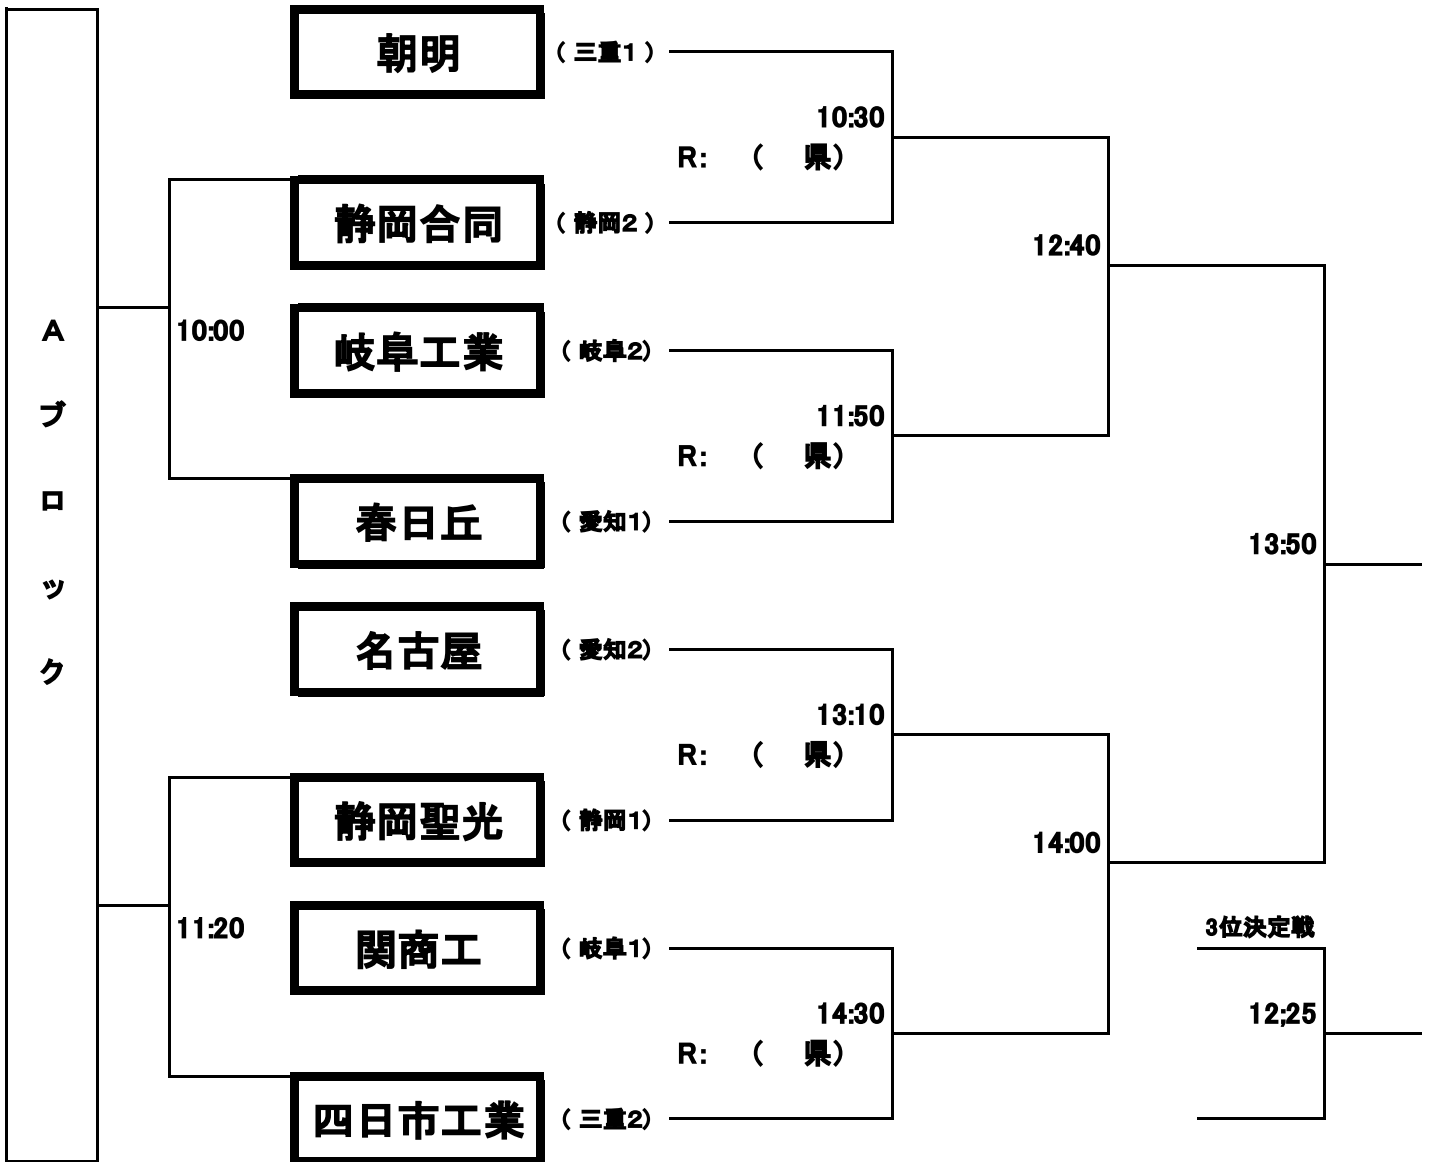 Aブロック
朝明 （ 三重1 ）
10:30
R: （ 県）
静岡合同 （ 静岡2 ）
12:40
10:00
岐阜工業 （ 岐阜2）
11:50
R: （ 県）
春日丘 （ 愛知1）
13:50
名古屋 （ 愛知2）
13:10
R: （ 県）
静岡聖光 （ 静岡1）
14:00
11:20
関商工 （ 岐阜1）
3位決定戦
14:30
12;25
R: （ 県）
四日市工業 （ 三重2）